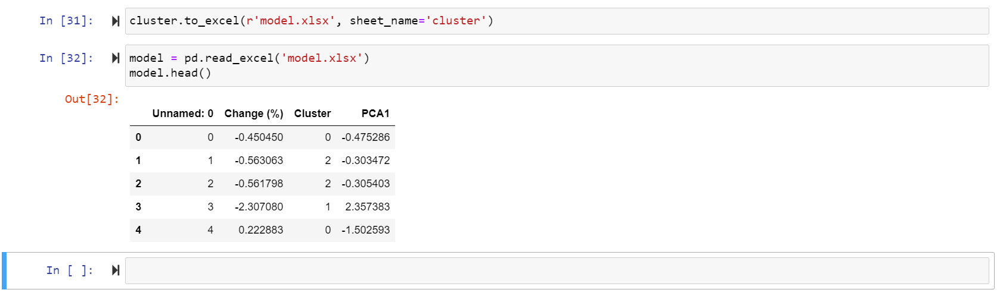 In [31]: cluster.to_excel(r'model.xlsx', sheet_name='cluster')
In [32]: model = pd.read_excel('model.xlsx')
model.head()
Out[32]:
Unnamed: 0 Change (%) Cluster PCA1
0 0 -0.450450 0 -0.475286
1 1 -0.563063 2 -0.303472
2 2 -0.561798 2 -0.305403
3 3 -2.307080 1 2.357383
4 4 0.222883 0 -1.502593
In [ ]: